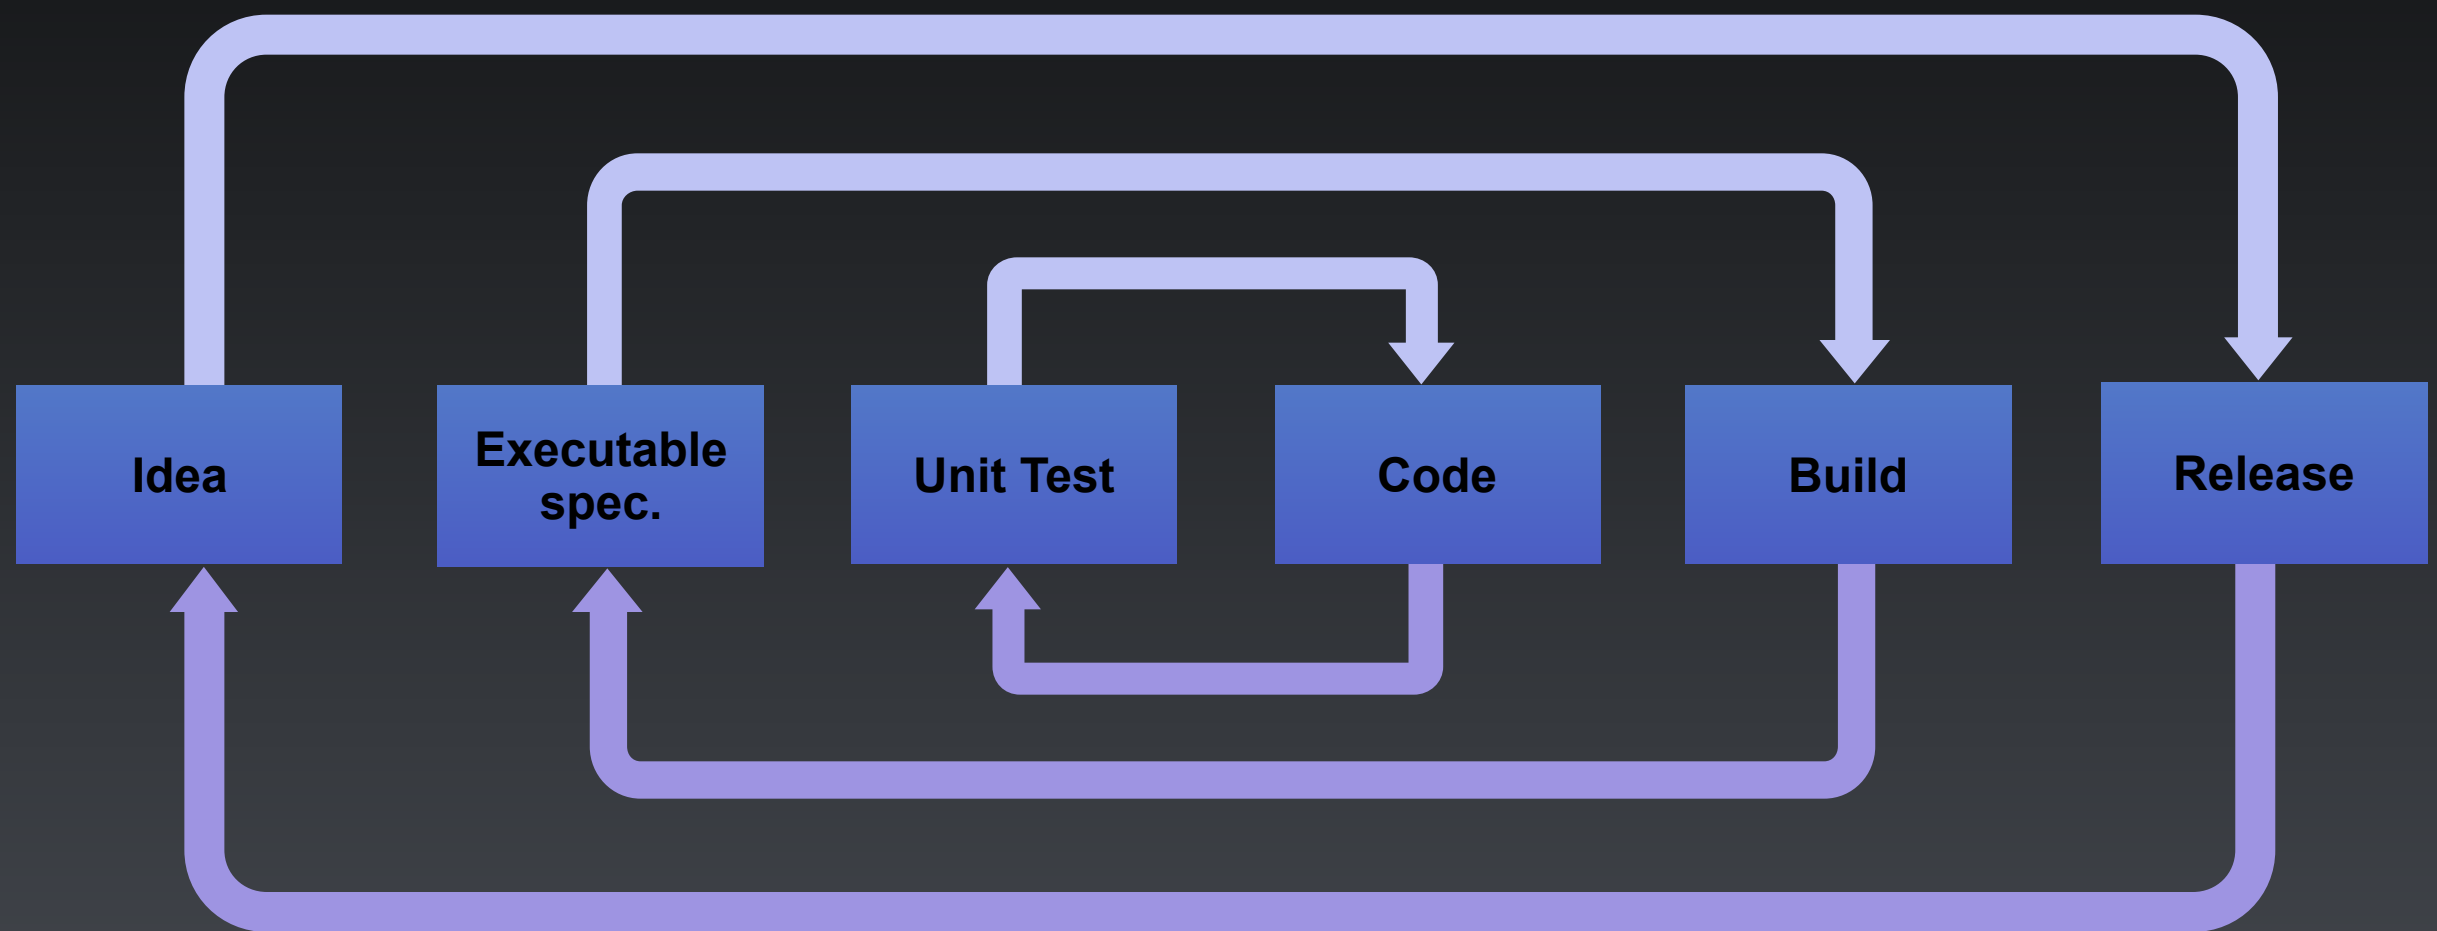 Idea
Executable
spec.
Unit Test
Code
Build
Release